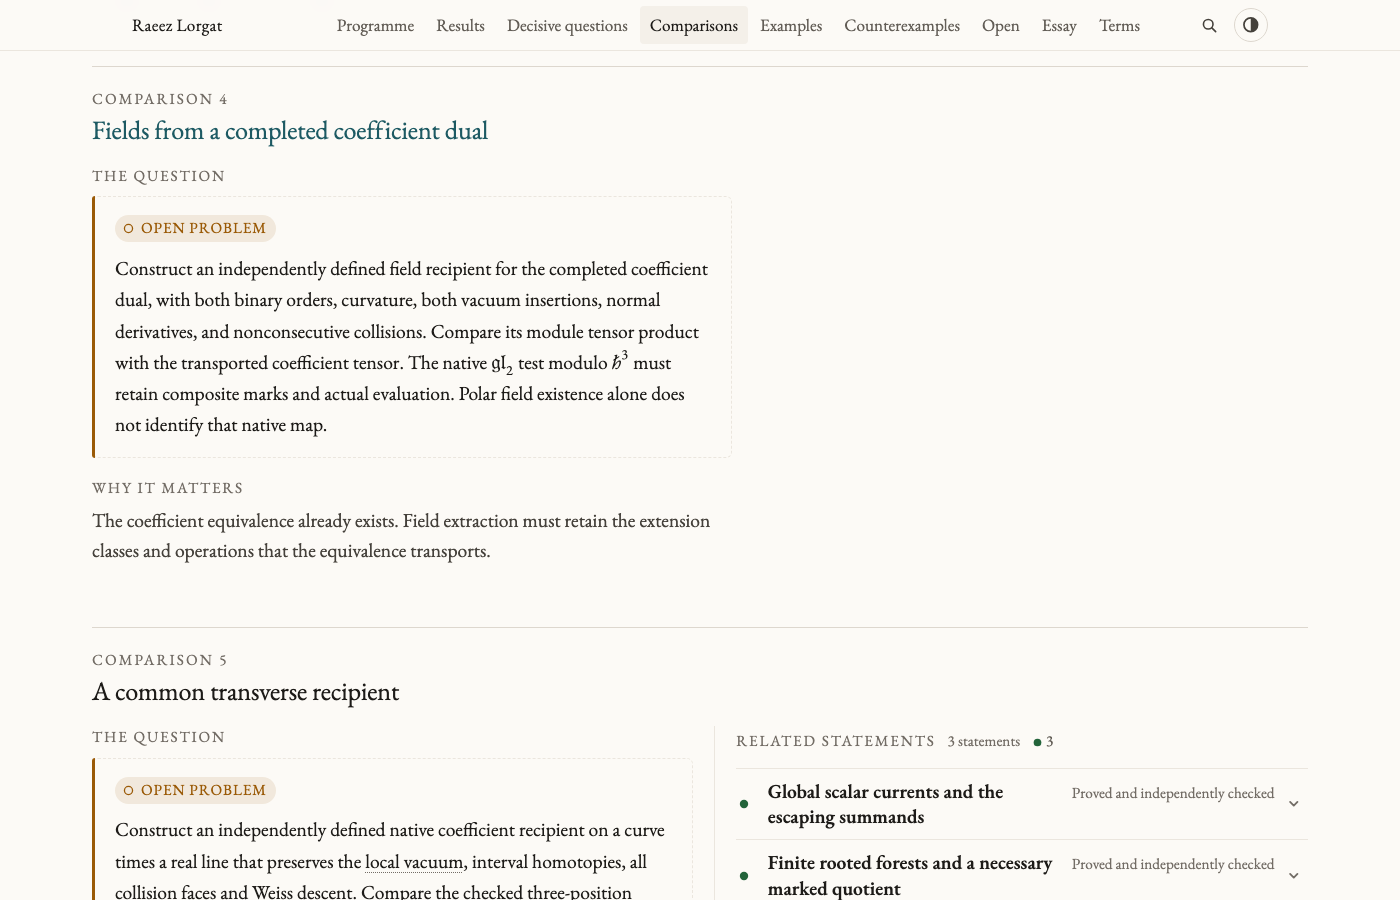 Raeez Lorgat
Programme Results Decisive questions Comparisons Examples Counterexamples Open Essay Terms
COMPARISON 4
Fields from a completed coefficient dual
THE QUESTION
OPEN PROBLEM
Construct an independently defined field recipient for the completed coefficient
dual, with both binary orders, curvature, both vacuum insertions, normal
derivatives, and nonconsecutive collisions. Compare its module tensor product
with the transported coefficient tensor. The native 𝔤𝔩₂ test modulo ℏ³ must
retain composite marks and actual evaluation. Polar field existence alone does
not identify that native map.
WHY IT MATTERS
The coefficient equivalence already exists. Field extraction must retain the extension
classes and operations that the equivalence transports.
COMPARISON 5
A common transverse recipient
THE QUESTION
OPEN PROBLEM
Construct an independently defined native coefficient recipient on a curve
times a real line that preserves the local vacuum, interval homotopies, all
collision faces and Weiss descent. Compare the checked three-position
RELATED STATEMENTS 3 statements 3
Global scalar currents and the
escaping summands
Proved and independently checked
Finite rooted forests and a necessary
marked quotient
Proved and independently checked